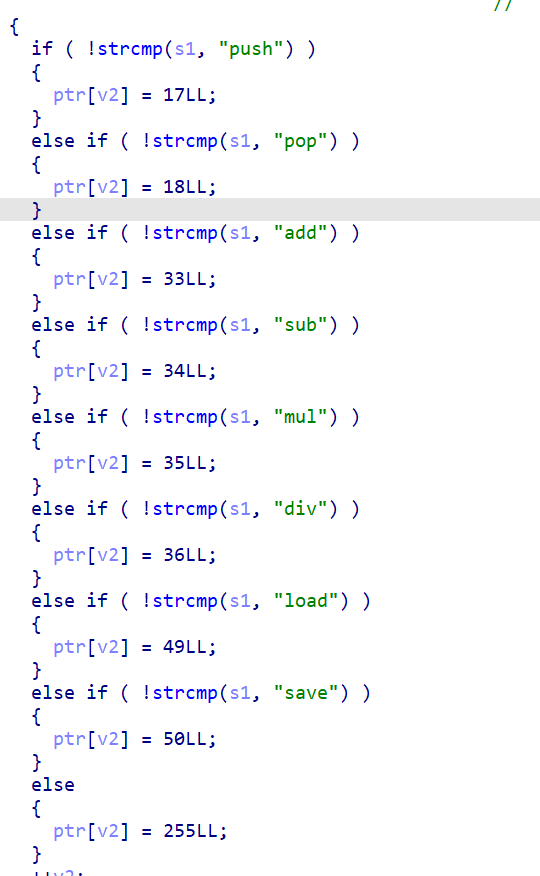 //
{
if ( !strcmp(s1, "push") )
{
ptr[v2] = 17LL;
}
else if ( !strcmp(s1, "pop") )
{
ptr[v2] = 18LL;
}
else if ( !strcmp(s1, "add") )
{
ptr[v2] = 33LL;
}
else if ( !strcmp(s1, "sub") )
{
ptr[v2] = 34LL;
}
else if ( !strcmp(s1, "mul") )
{
ptr[v2] = 35LL;
}
else if ( !strcmp(s1, "div") )
{
ptr[v2] = 36LL;
}
else if ( !strcmp(s1, "load") )
{
ptr[v2] = 49LL;
}
else if ( !strcmp(s1, "save") )
{
ptr[v2] = 50LL;
}
else
{
ptr[v2] = 255LL;
}